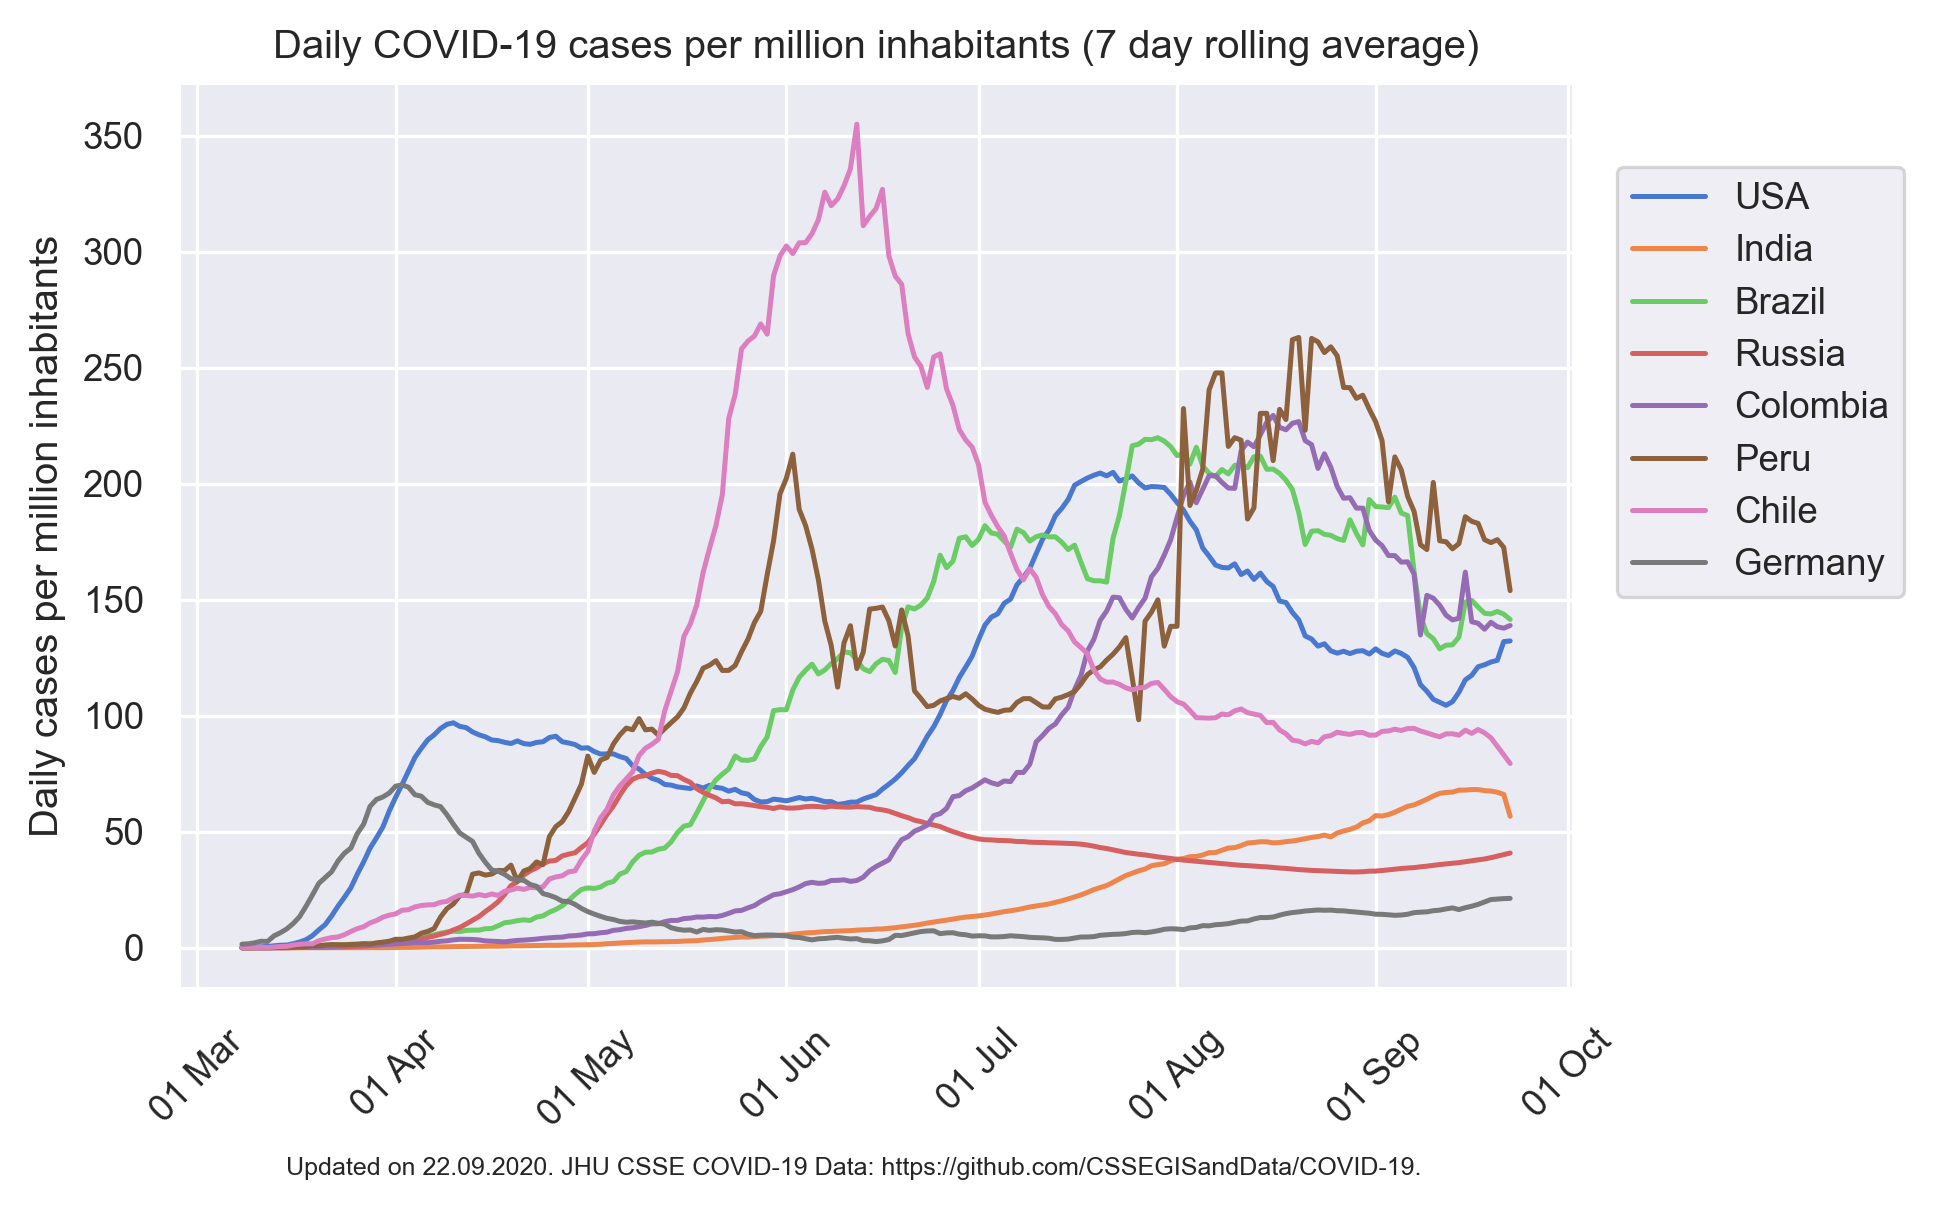 Daily COVID-19 cases per million inhabitants (7 day rolling average)
Daily cases per million inhabitants
350
300
250
200
150
100
50
0
01 Mar
01 Apr
01 May
01 Jun
01 Jul
01 Aug
01 Sep
01 Oct
USA
India
Brazil
Russia
Colombia
Peru
Chile
Germany
Updated on 22.09.2020. JHU CSSE COVID-19 Data: https://github.com/CSSEGISandData/COVID-19.